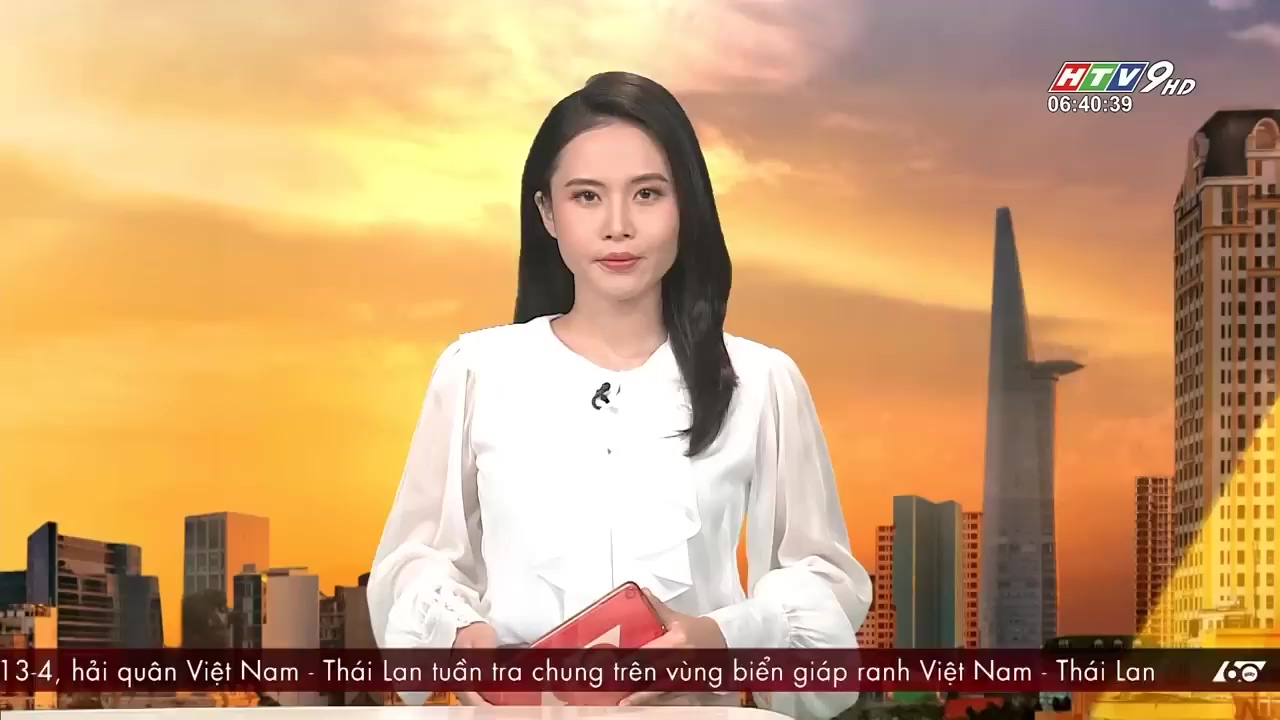 HTV9HD
06:40:39
13-4, hải quân Việt Nam - Thái Lan tuần tra chung trên vùng biển giáp ranh Việt Nam - Thái Lan